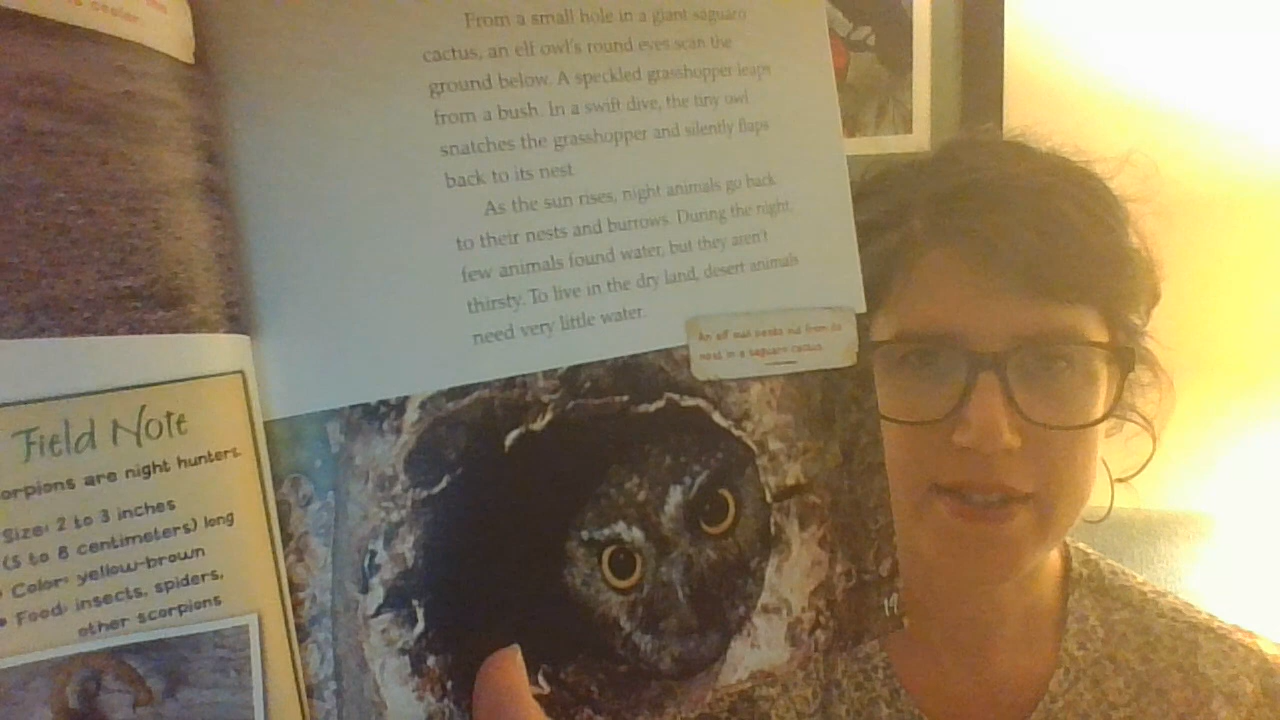 is cooler
From a small hole in a giant saguaro
cactus, an elf owl's round eyes scan the
ground below. A speckled grasshopper leaps
from a bush. In a swift dive, the tiny owl
snatches the grasshopper and silently flaps
back to its nest.
As the sun rises, night animals go back
to their nests and burrows. During the night,
few animals found water, but they aren't
thirsty. To live in the dry land, desert animals
need very little water.
An elf owl peeks out from its
nest in a saguaro cactus.
Field Note
orpions are night hunters.
Size: 2 to 3 inches
(5 to 8 centimeters) long
Color: yellow-brown
Food: insects, spiders,
other scorpions
19